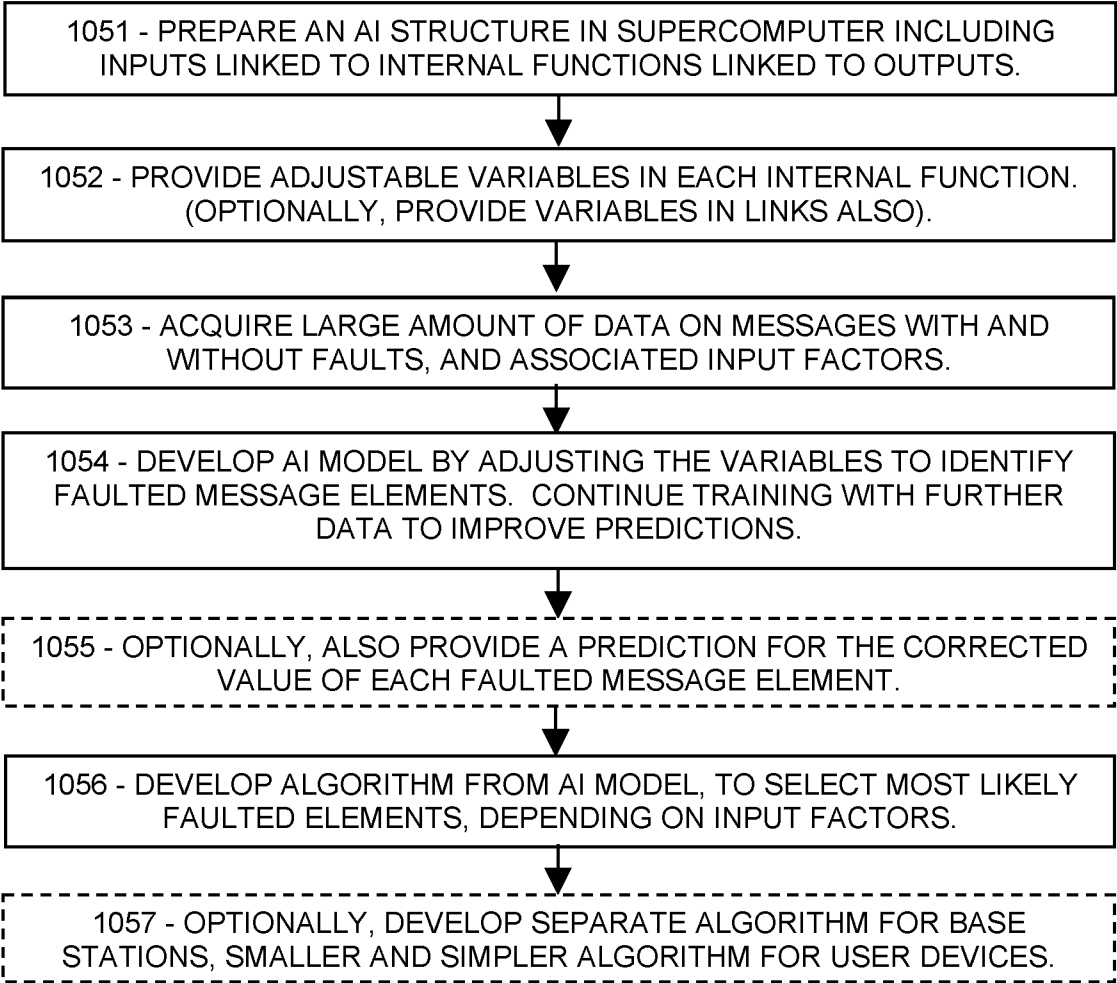 1051 - PREPARE AN AI STRUCTURE IN SUPERCOMPUTER INCLUDING
INPUTS LINKED TO INTERNAL FUNCTIONS LINKED TO OUTPUTS.
1052 - PROVIDE ADJUSTABLE VARIABLES IN EACH INTERNAL FUNCTION.
(OPTIONALLY, PROVIDE VARIABLES IN LINKS ALSO).
1053 - ACQUIRE LARGE AMOUNT OF DATA ON MESSAGES WITH AND
WITHOUT FAULTS, AND ASSOCIATED INPUT FACTORS.
1054 - DEVELOP AI MODEL BY ADJUSTING THE VARIABLES TO IDENTIFY
FAULTED MESSAGE ELEMENTS. CONTINUE TRAINING WITH FURTHER
DATA TO IMPROVE PREDICTIONS.
1055 - OPTIONALLY, ALSO PROVIDE A PREDICTION FOR THE CORRECTED
VALUE OF EACH FAULTED MESSAGE ELEMENT.
1056 - DEVELOP ALGORITHM FROM AI MODEL, TO SELECT MOST LIKELY
FAULTED ELEMENTS, DEPENDING ON INPUT FACTORS.
1057 - OPTIONALLY, DEVELOP SEPARATE ALGORITHM FOR BASE
STATIONS, SMALLER AND SIMPLER ALGORITHM FOR USER DEVICES.